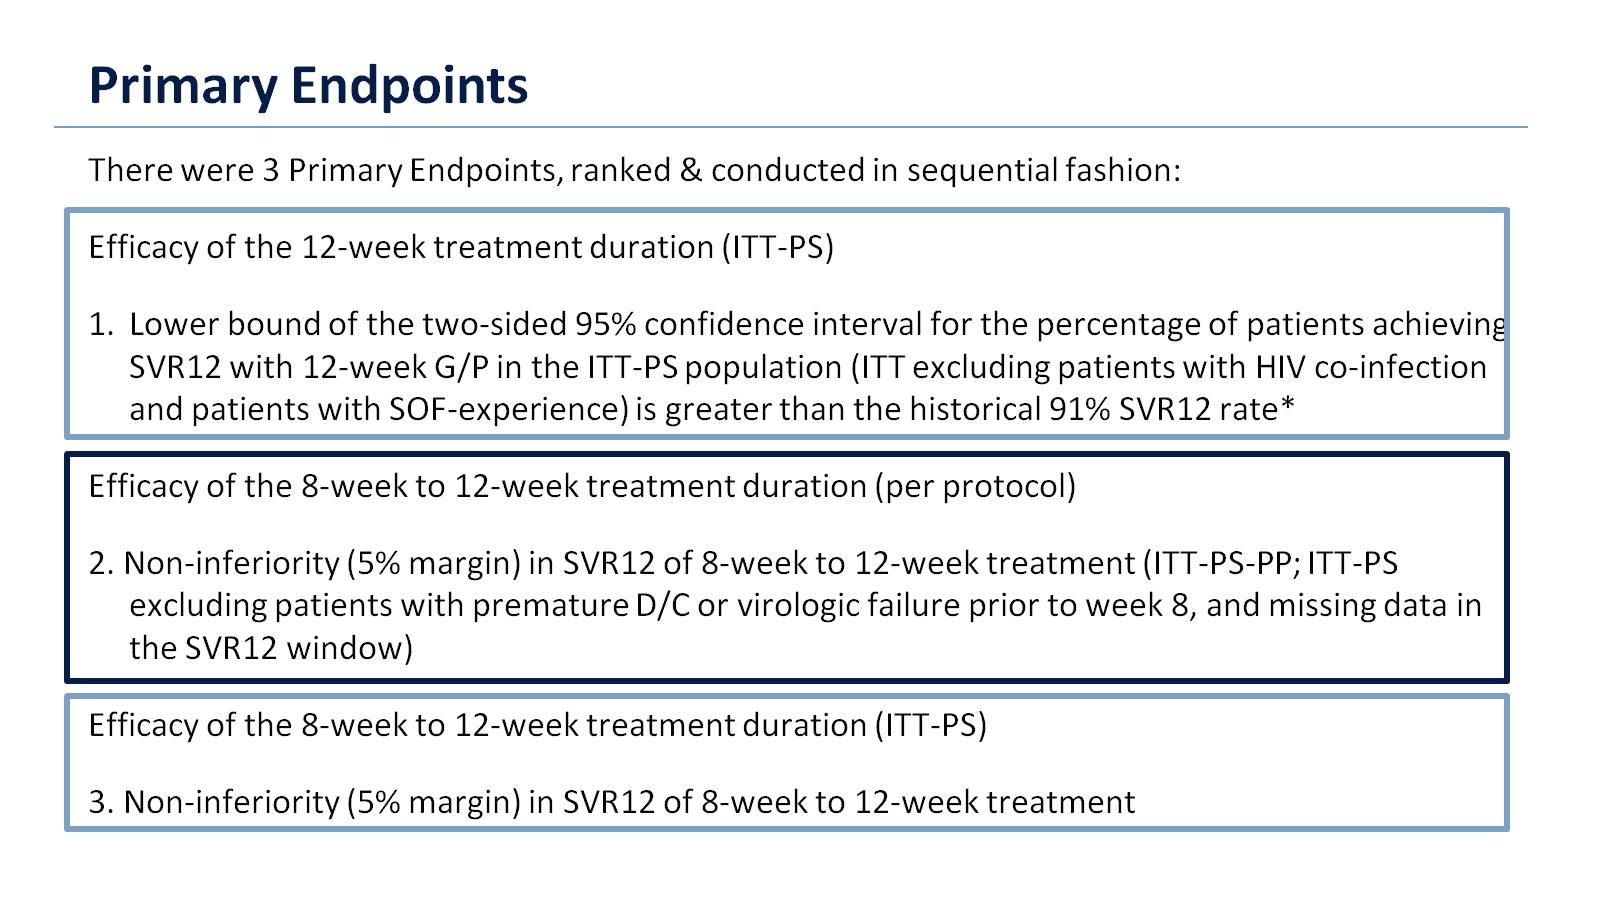 Primary Endpoints
There were 3 Primary Endpoints, ranked & conducted in sequential fashion:
Efficacy of the 12-week treatment duration (ITT-PS)
1. Lower bound of the two-sided 95% confidence interval for the percentage of patients achieving
SVR12 with 12-week G/P in the ITT-PS population (ITT excluding patients with HIV co-infection
and patients with SOF-experience) is greater than the historical 91% SVR12 rate*
Efficacy of the 8-week to 12-week treatment duration (per protocol)
2. Non-inferiority (5% margin) in SVR12 of 8-week to 12-week treatment (ITT-PS-PP; ITT-PS
excluding patients with premature D/C or virologic failure prior to week 8, and missing data in
the SVR12 window)
Efficacy of the 8-week to 12-week treatment duration (ITT-PS)
3. Non-inferiority (5% margin) in SVR12 of 8-week to 12-week treatment